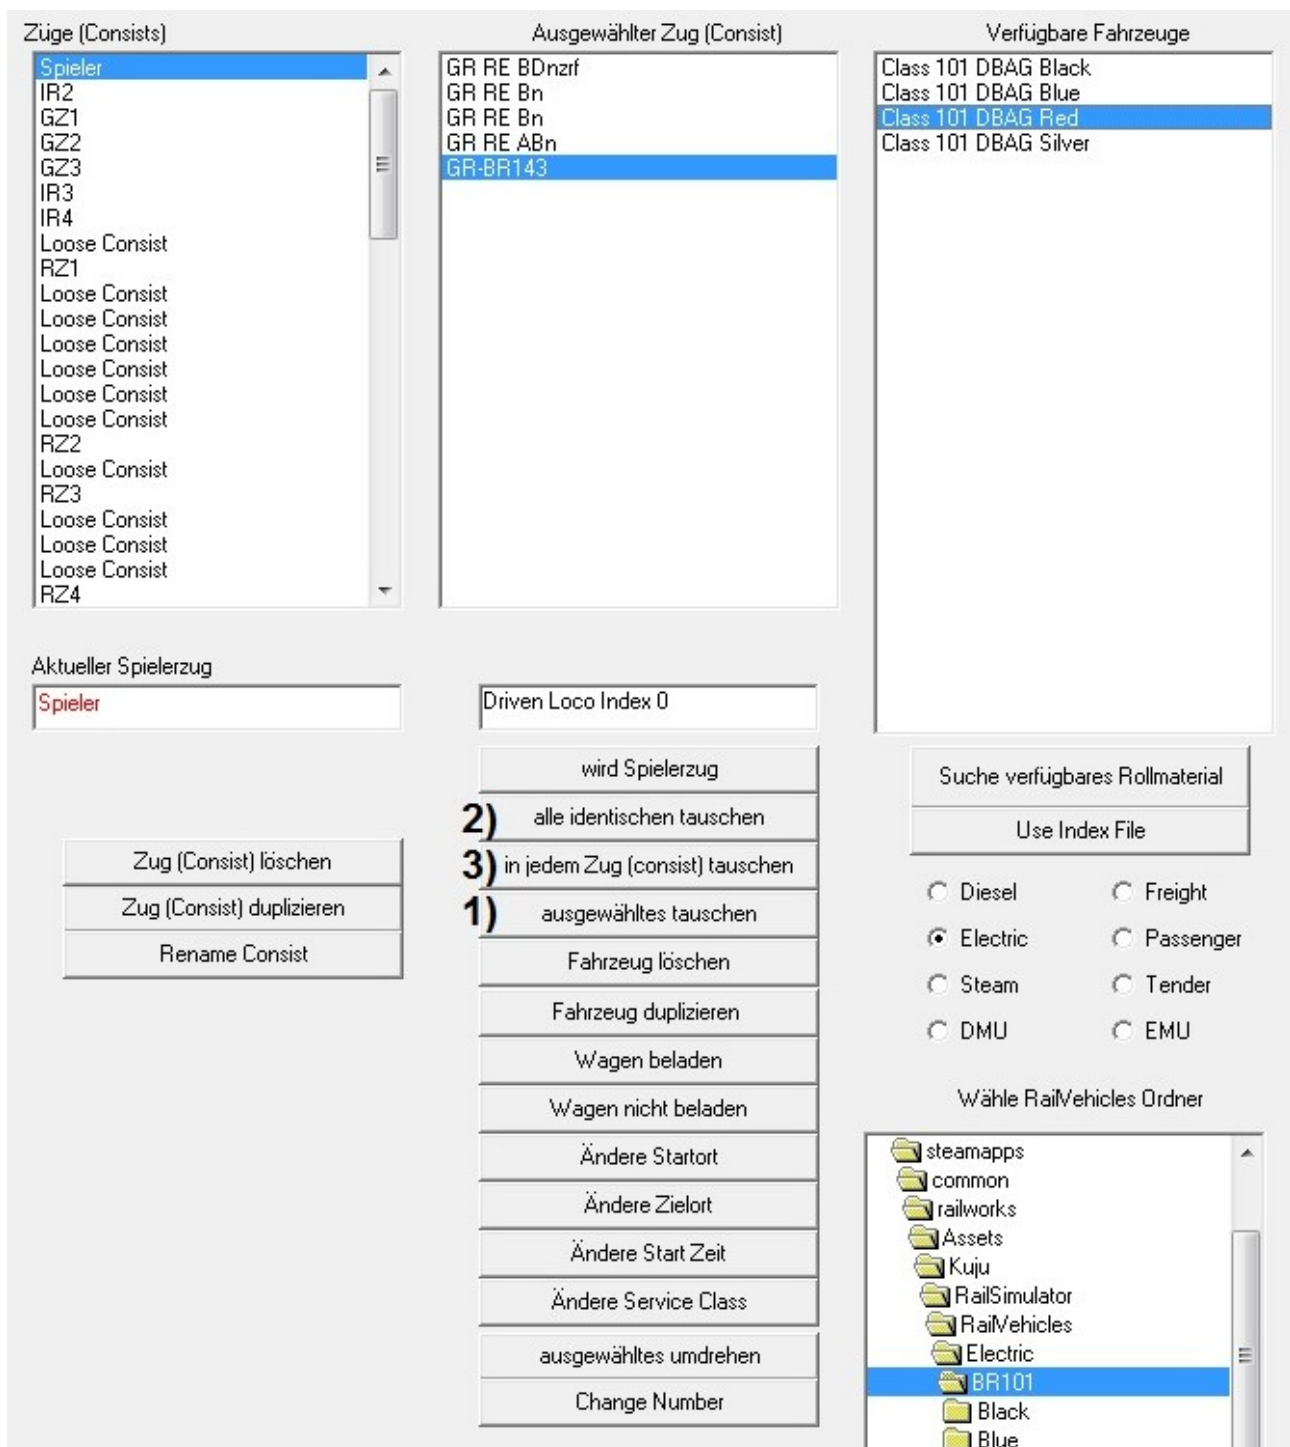 Züge (Consists)
Spieler
IR2
GZ1
GZ2
GZ3
IR3
IR4
Loose Consist
RZ1
Loose Consist
Loose Consist
Loose Consist
Loose Consist
Loose Consist
Loose Consist
RZ2
Loose Consist
RZ3
Loose Consist
Loose Consist
Loose Consist
RZ4
Aktueller Spielerzug
Spieler
Zug (Consist) löschen
Zug (Consist) duplizieren
Rename Consist
Ausgewählter Zug (Consist)
GR RE BDnzrf
GR RE Bn
GR RE Bn
GR RE ABn
GR-BR143
Driven Loco Index 0
wird Spielerzug
2) alle identischen tauschen
3) in jedem Zug (consist) tauschen
1) ausgewähltes tauschen
Fahrzeug löschen
Fahrzeug duplizieren
Wagen beladen
Wagen nicht beladen
Ändere Startort
Ändere Zielort
Ändere Start Zeit
Ändere Service Class
ausgewähltes umdrehen
Change Number
Verfügbare Fahrzeuge
Class 101 DBAG Black
Class 101 DBAG Blue
Class 101 DBAG Red
Class 101 DBAG Silver
Suche verfügbares Rollmaterial
Use Index File
Diesel Freight
Electric Passenger
Steam Tender
DMU EMU
Wähle RailVehicles Ordner
steamapps
common
railworks
Assets
Kuju
RailSimulator
RailVehicles
Electric
BR101
Black
Blue